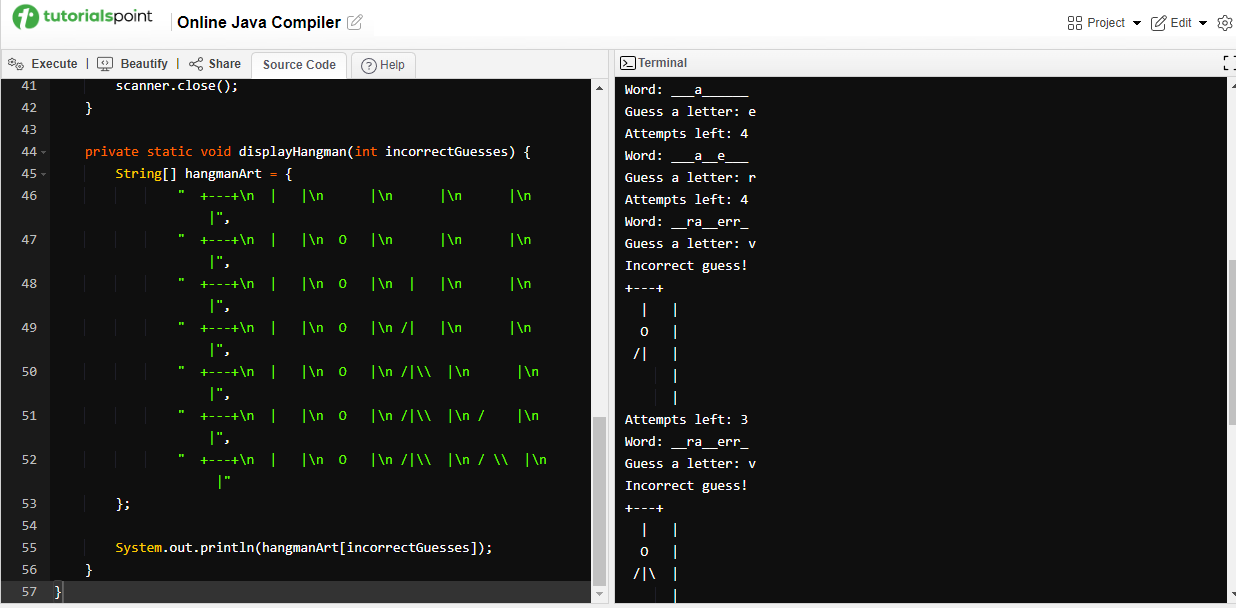 tutorialspoint
Online Java Compiler
Project
Edit
Execute | Beautify | Share Source Code Help
41 scanner.close();
42 }
43
44 private static void displayHangman(int incorrectGuesses) {
45 String[] hangmanArt = {
46 "  +---+\n  |   |\n      |\n      |\n      |\n
      |",
47 "  +---+\n  |   |\n  O   |\n      |\n      |\n
      |",
48 "  +---+\n  |   |\n  O   |\n  |   |\n      |\n
      |",
49 "  +---+\n  |   |\n  O   |\n /|   |\n      |\n
      |",
50 "  +---+\n  |   |\n  O   |\n /|\\  |\n      |\n
      |",
51 "  +---+\n  |   |\n  O   |\n /|\\  |\n /    |\n
      |",
52 "  +---+\n  |   |\n  O   |\n /|\\  |\n / \\  |\n
      |"
53 };
54
55 System.out.println(hangmanArt[incorrectGuesses]);
56 }
57 }
Terminal
Word: ___a______
Guess a letter: e
Attempts left: 4
Word: ___a__e___
Guess a letter: r
Attempts left: 4
Word: __ra__err_
Guess a letter: v
Incorrect guess!
+---+
  |   |
  O   |
 /|   |
      |
      |
Attempts left: 3
Word: __ra__err_
Guess a letter: v
Incorrect guess!
+---+
  |   |
  O   |
 /|\  |
      |